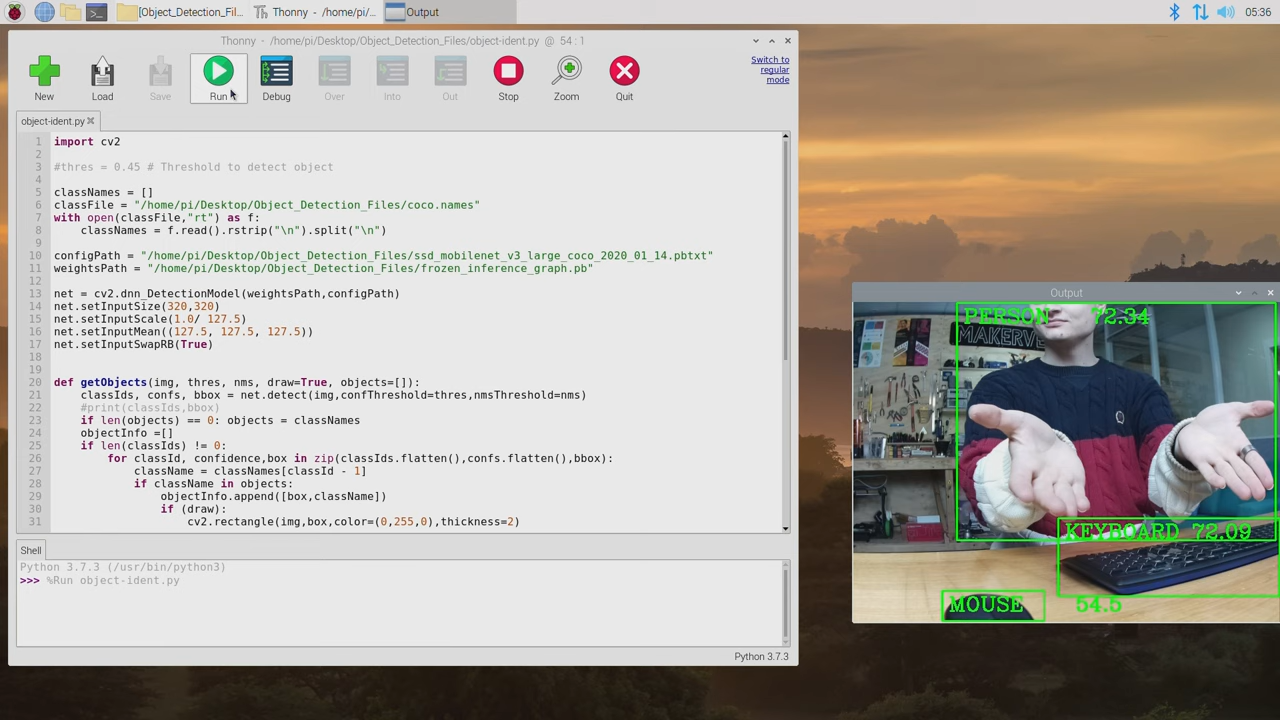 [Object_Detection_Fil...
Thonny - /home/pi/...
Output
05:36
Thonny - /home/pi/Desktop/Object_Detection_Files/object-ident.py @ 54 : 1
Switch to
regular
mode
New
Load
Save
Run
Debug
Over
Into
Out
Stop
Zoom
Quit
object-ident.py
1 import cv2
2
3 #thres = 0.45 # Threshold to detect object
4
5 classNames = []
6 classFile = "/home/pi/Desktop/Object_Detection_Files/coco.names"
7 with open(classFile,"rt") as f:
8     classNames = f.read().rstrip("\n").split("\n")
9
10 configPath = "/home/pi/Desktop/Object_Detection_Files/ssd_mobilenet_v3_large_coco_2020_01_14.pbtxt"
11 weightsPath = "/home/pi/Desktop/Object_Detection_Files/frozen_inference_graph.pb"
12
13 net = cv2.dnn_DetectionModel(weightsPath,configPath)
14 net.setInputSize(320,320)
15 net.setInputScale(1.0/ 127.5)
16 net.setInputMean((127.5, 127.5, 127.5))
17 net.setInputSwapRB(True)
18
19
20 def getObjects(img, thres, nms, draw=True, objects=[]):
21     classIds, confs, bbox = net.detect(img,confThreshold=thres,nmsThreshold=nms)
22     #print(classIds,bbox)
23     if len(objects) == 0: objects = classNames
24     objectInfo =[]
25     if len(classIds) != 0:
26         for classId, confidence,box in zip(classIds.flatten(),confs.flatten(),bbox):
27             className = classNames[classId - 1]
28             if className in objects:
29                 objectInfo.append([box,className])
30                 if (draw):
31                     cv2.rectangle(img,box,color=(0,255,0),thickness=2)
Shell
Python 3.7.3 (/usr/bin/python3)
>>> %Run object-ident.py
Python 3.7.3
Output
PERSON 72.34
MAKERVE
KEYBOARD 72.09
MOUSE 54.5